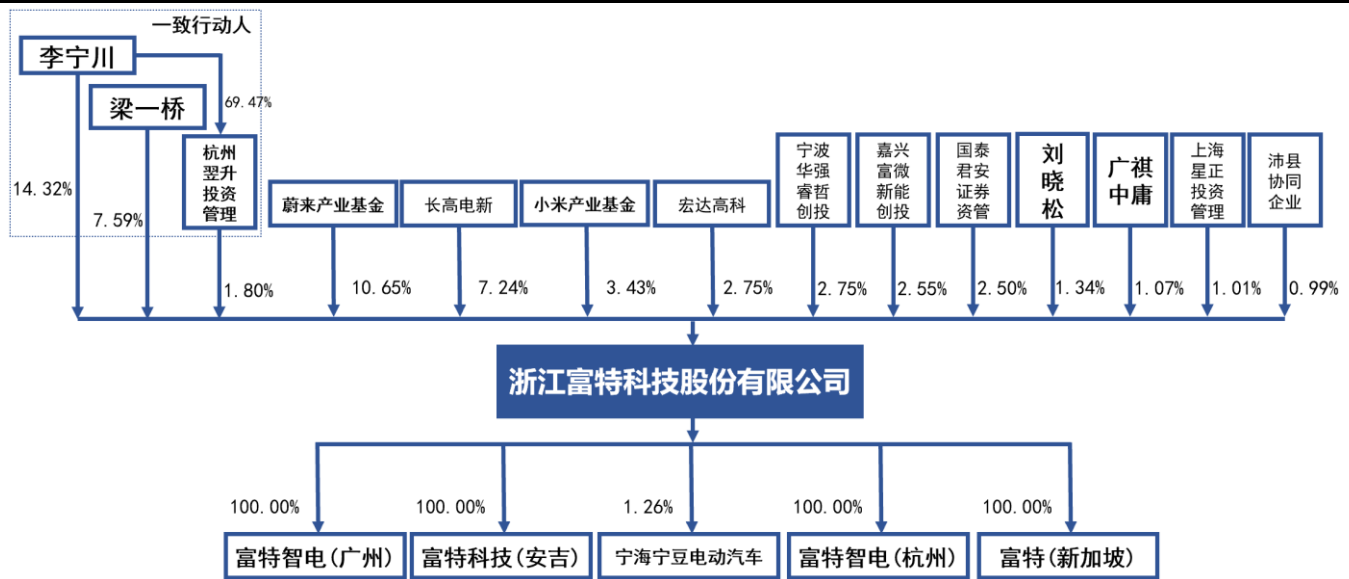 一致行动人
李宁川
梁一桥
69.47%
杭州
翌升
投资
管理
14.32%
7.59%
1.80%
蔚来产业基金
长高电新
小米产业基金
宏达高科
宁波
华强
睿哲
创投
嘉兴
富微
新能
创投
国泰
君安
证券
资管
刘
晓
松
广祺
中庸
上海
星正
投资
管理
沛县
协同
企业
10.65%
7.24%
3.43%
2.75%
2.75%
2.55%
2.50%
1.34%
1.07%
1.01%
0.99%
浙江富特科技股份有限公司
100.00%
100.00%
1.26%
100.00%
100.00%
富特智电(广州)
富特科技(安吉)
宁海宁豆电动汽车
富特智电(杭州)
富特(新加坡)